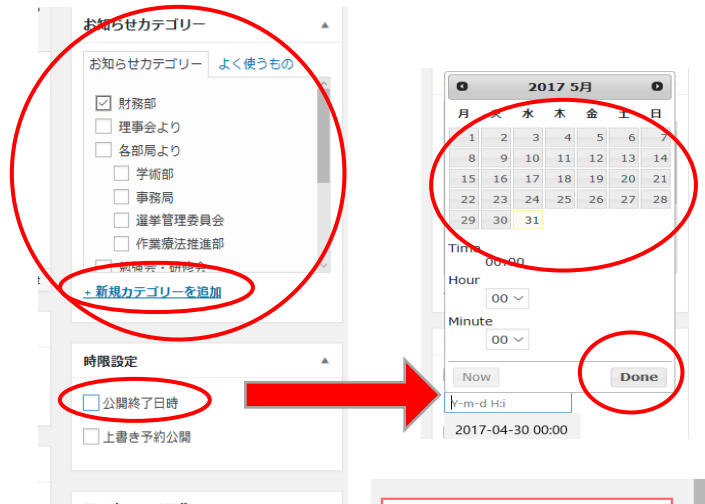 お知らせカテゴリー
お知らせカテゴリー よく使うもの
財務部
理事会より
各部局より
学術部
事務局
選挙管理委員会
作業療法推進部
勉強会・研修会
+ 新規カテゴリーを追加
時限設定
公開終了日時
上書き予約公開
2017 5月
月 火 水 木 金 土 日
1 2 3 4 5 6 7
8 9 10 11 12 13 14
15 16 17 18 19 20 21
22 23 24 25 26 27 28
29 30 31
Time
00:00
Hour
00
Minute
00
Now Done
Y-m-d H:i
2017-04-30 00:00